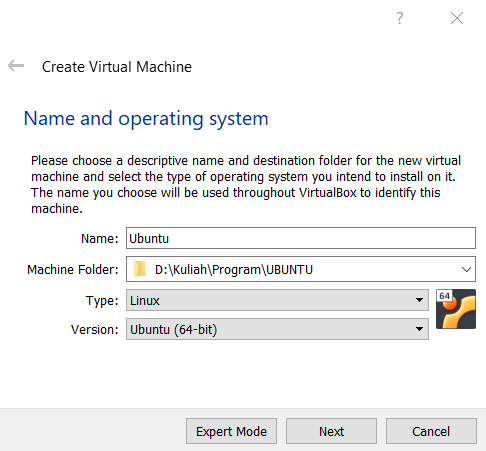 ?
Create Virtual Machine
Name and operating system
Please choose a descriptive name and destination folder for the new virtual
machine and select the type of operating system you intend to install on it.
The name you choose will be used throughout VirtualBox to identify this
machine.
Name: Ubuntu
Machine Folder: D:\Kuliah\Program\UBUNTU
Type: Linux
64
Version: Ubuntu (64-bit)
Expert Mode Next Cancel